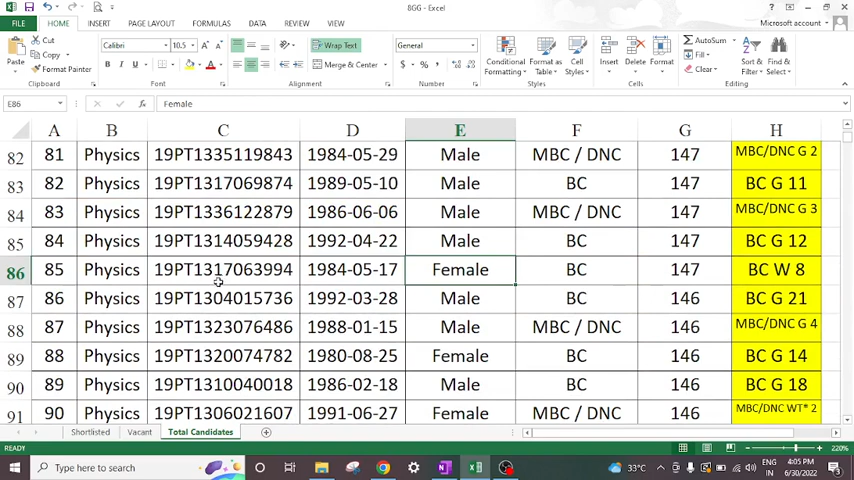 8GG - Excel
FILE HOME INSERT PAGE LAYOUT FORMULAS DATA REVIEW VIEW Microsoft account
Cut Calibri 10.5 Wrap Text General AutoSum
Copy Fill
Paste Format Painter B I U A Merge & Center $ % Conditional Formatting Format as Table Cell Styles Insert Delete Format Clear Sort & Filter Find & Select
Clipboard Font Alignment Number Styles Cells Editing
E86 fx Female
A B C D E F G H
82 81 Physics 19PT1335119843 1984-05-29 Male MBC / DNC 147 MBC/DNC G 2
83 82 Physics 19PT1317069874 1989-05-10 Male BC 147 BC G 11
84 83 Physics 19PT1336122879 1986-06-06 Male MBC / DNC 147 MBC/DNC G 3
85 84 Physics 19PT1314059428 1992-04-22 Male BC 147 BC G 12
86 85 Physics 19PT1317063994 1984-05-17 Female BC 147 BC W 8
87 86 Physics 19PT1304015736 1992-03-28 Male BC 146 BC G 21
88 87 Physics 19PT1323076486 1988-01-15 Male MBC / DNC 146 MBC/DNC G 4
89 88 Physics 19PT1320074782 1980-08-25 Female BC 146 BC G 14
90 89 Physics 19PT1310040018 1986-02-18 Male BC 146 BC G 18
91 90 Physics 19PT1306021607 1991-06-27 Female MBC / DNC 146 MBC/DNC WT* 2
Shortlisted Vacant Total Candidates
READY 220%
Type here to search 33°C ENG 4:05 PM
IN 6/30/2022